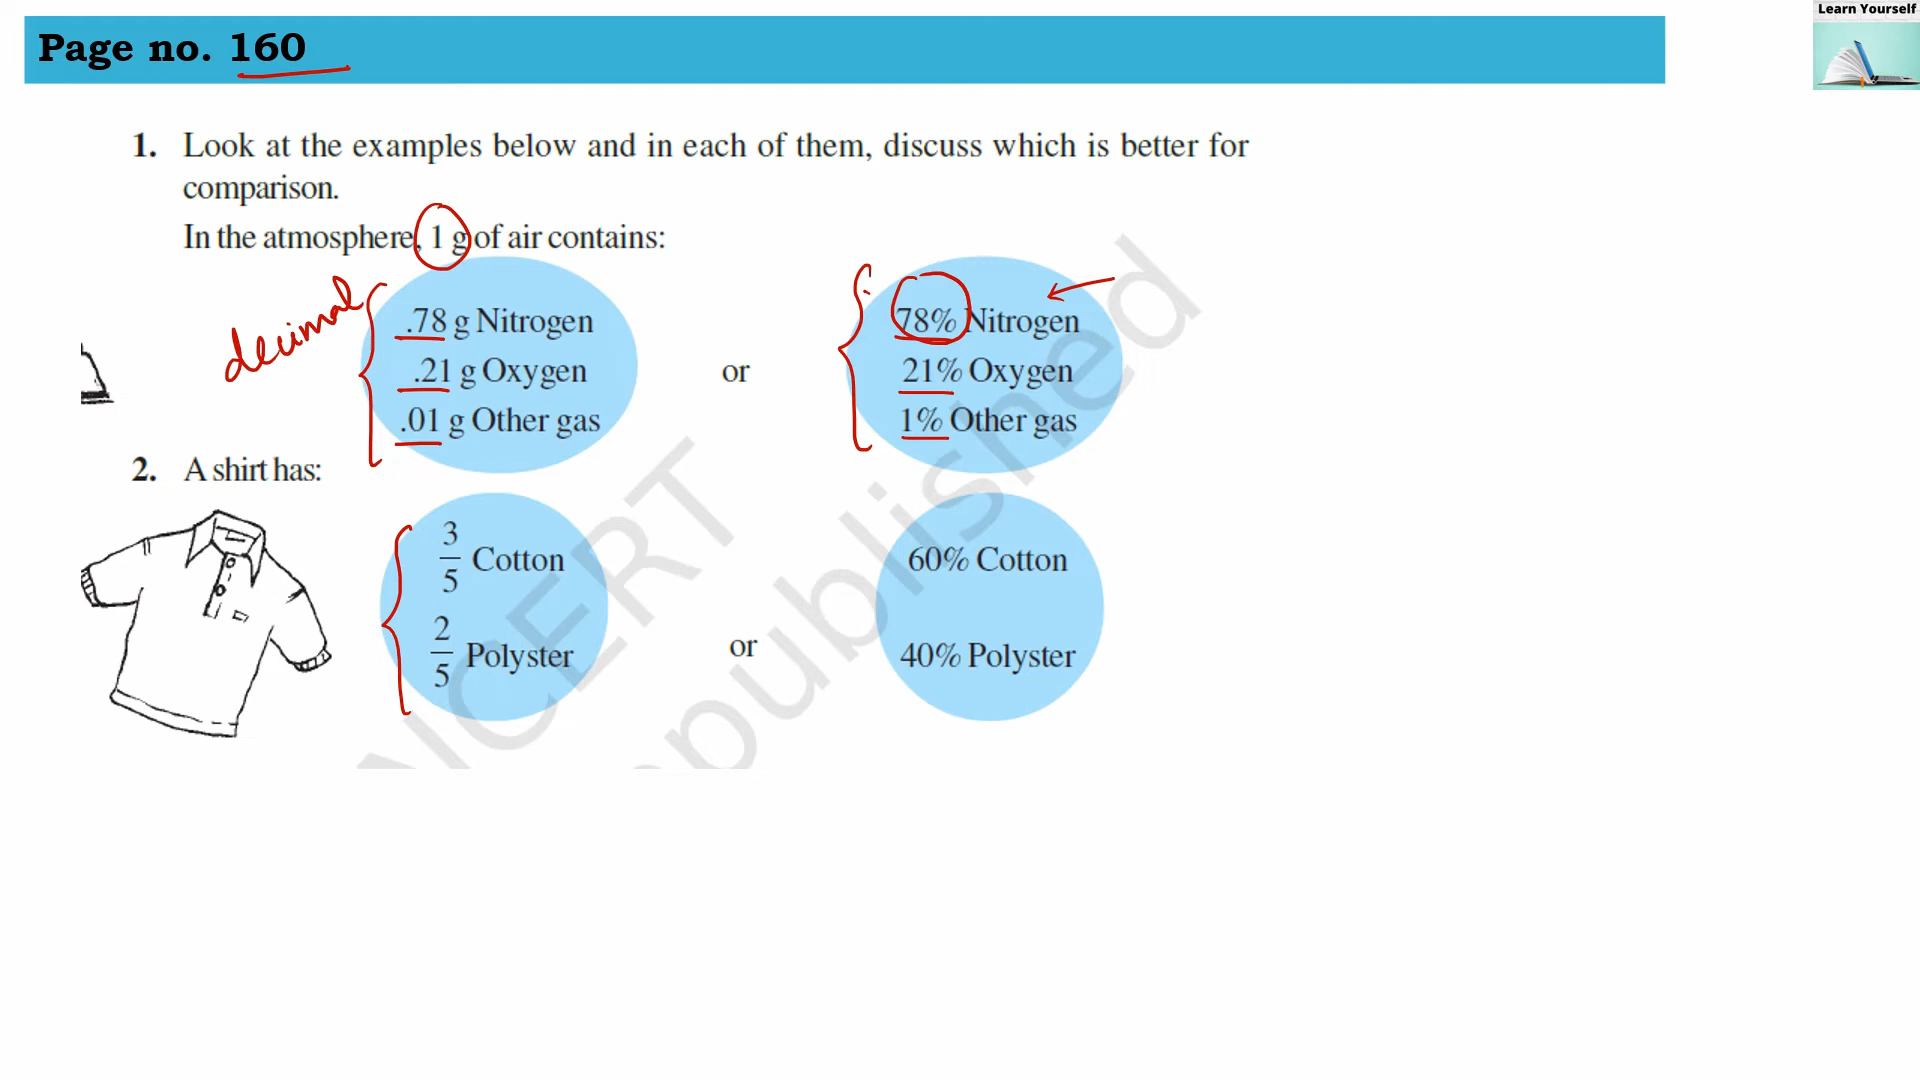 Learn Yourself
Page no. 160
1. Look at the examples below and in each of them, discuss which is better for
comparison.
In the atmosphere, 1 g of air contains:
decimal
.78 g Nitrogen
.21 g Oxygen
.01 g Other gas
or
78% Nitrogen
21% Oxygen
1% Other gas
2. A shirt has:
3/5 Cotton
2/5 Polyster
or
60% Cotton
40% Polyster
NCERT
republished